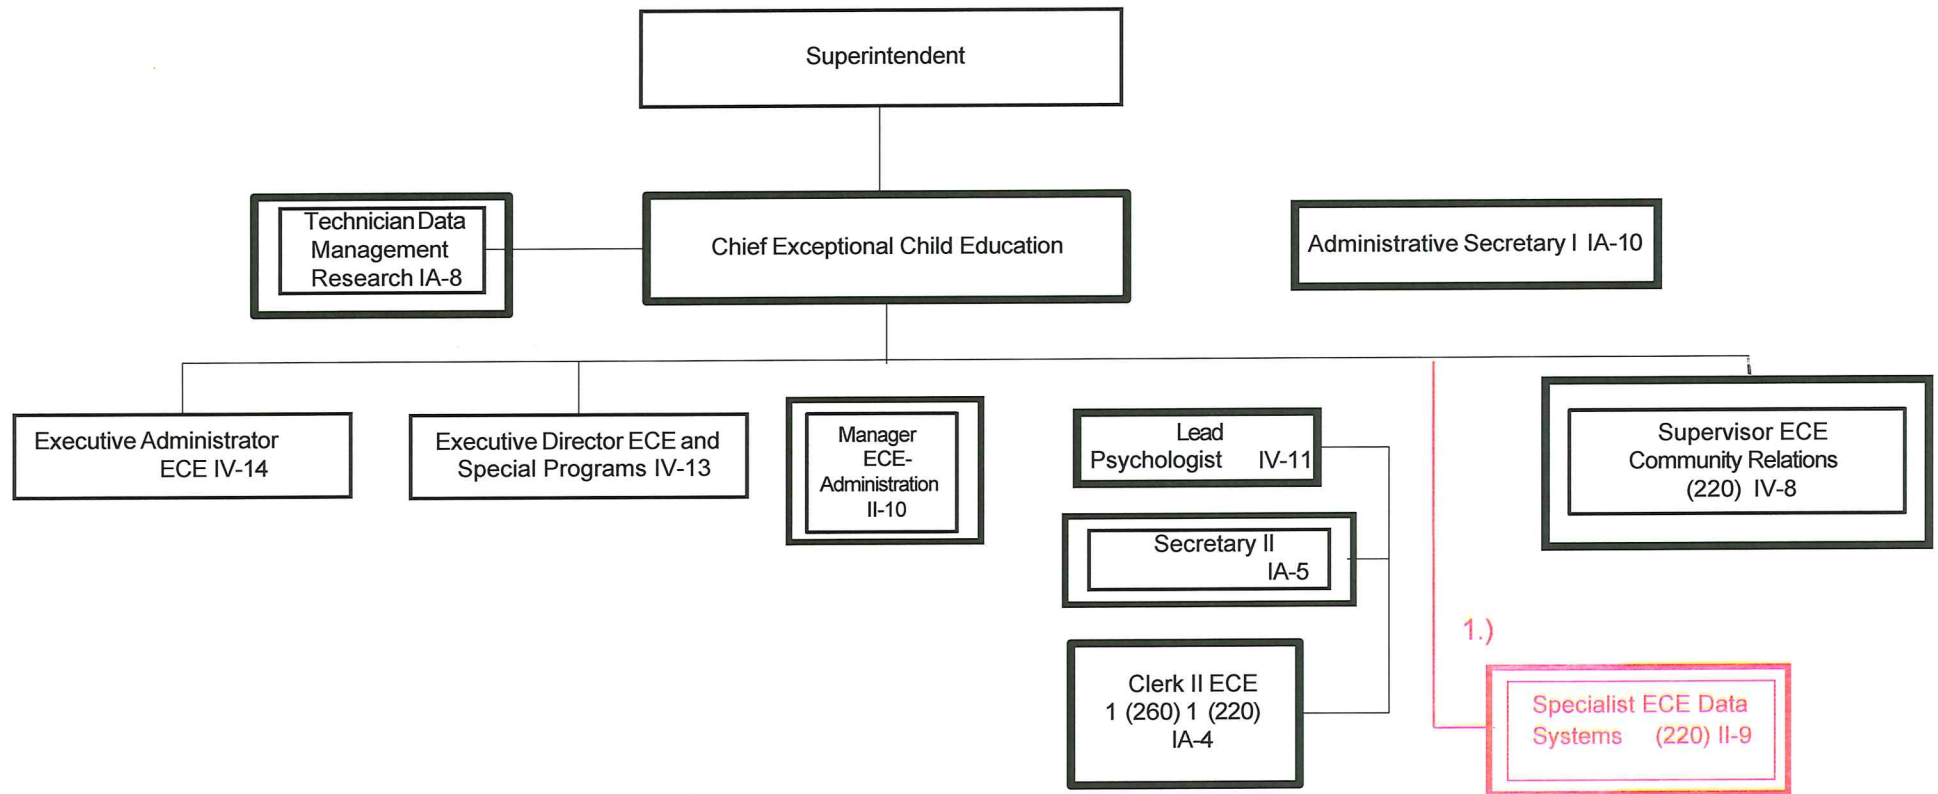 Superintendent
Technician Data
Management
Research IA-8
Chief Exceptional Child Education
Administrative Secretary I IA-10
Executive Administrator
ECE IV-14
Executive Director ECE and
Special Programs IV-13
Manager
ECE-
Administration
II-10
Lead
Psychologist IV-11
Secretary II
IA-5
Clerk II ECE
1 (260) 1 (220)
IA-4
Supervisor ECE
Community Relations
(220) IV-8
1.)
Specialist ECE Data
Systems (220) II-9